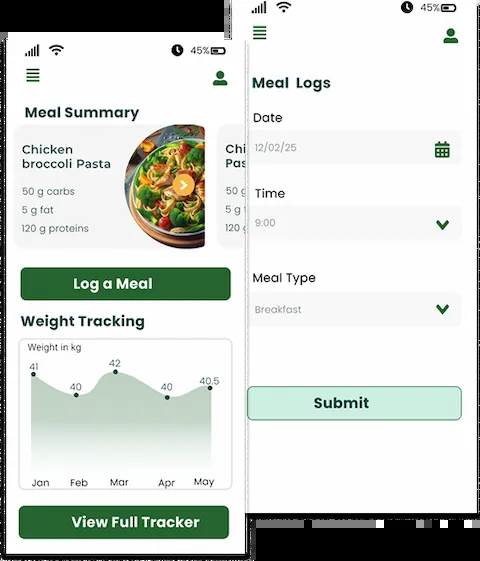 45%
Meal Summary
Chicken
broccoli Pasta
50 g carbs
5 g fat
120 g proteins
Chi
Pas
50 g
5 g
120 g
Log a Meal
Weight Tracking
Weight in kg
41
40
42
40
40.5
Jan Feb Mar Apr May
View Full Tracker
45%
Meal Logs
Date
12/02/25
Time
9:00
Meal Type
Breakfast
Submit